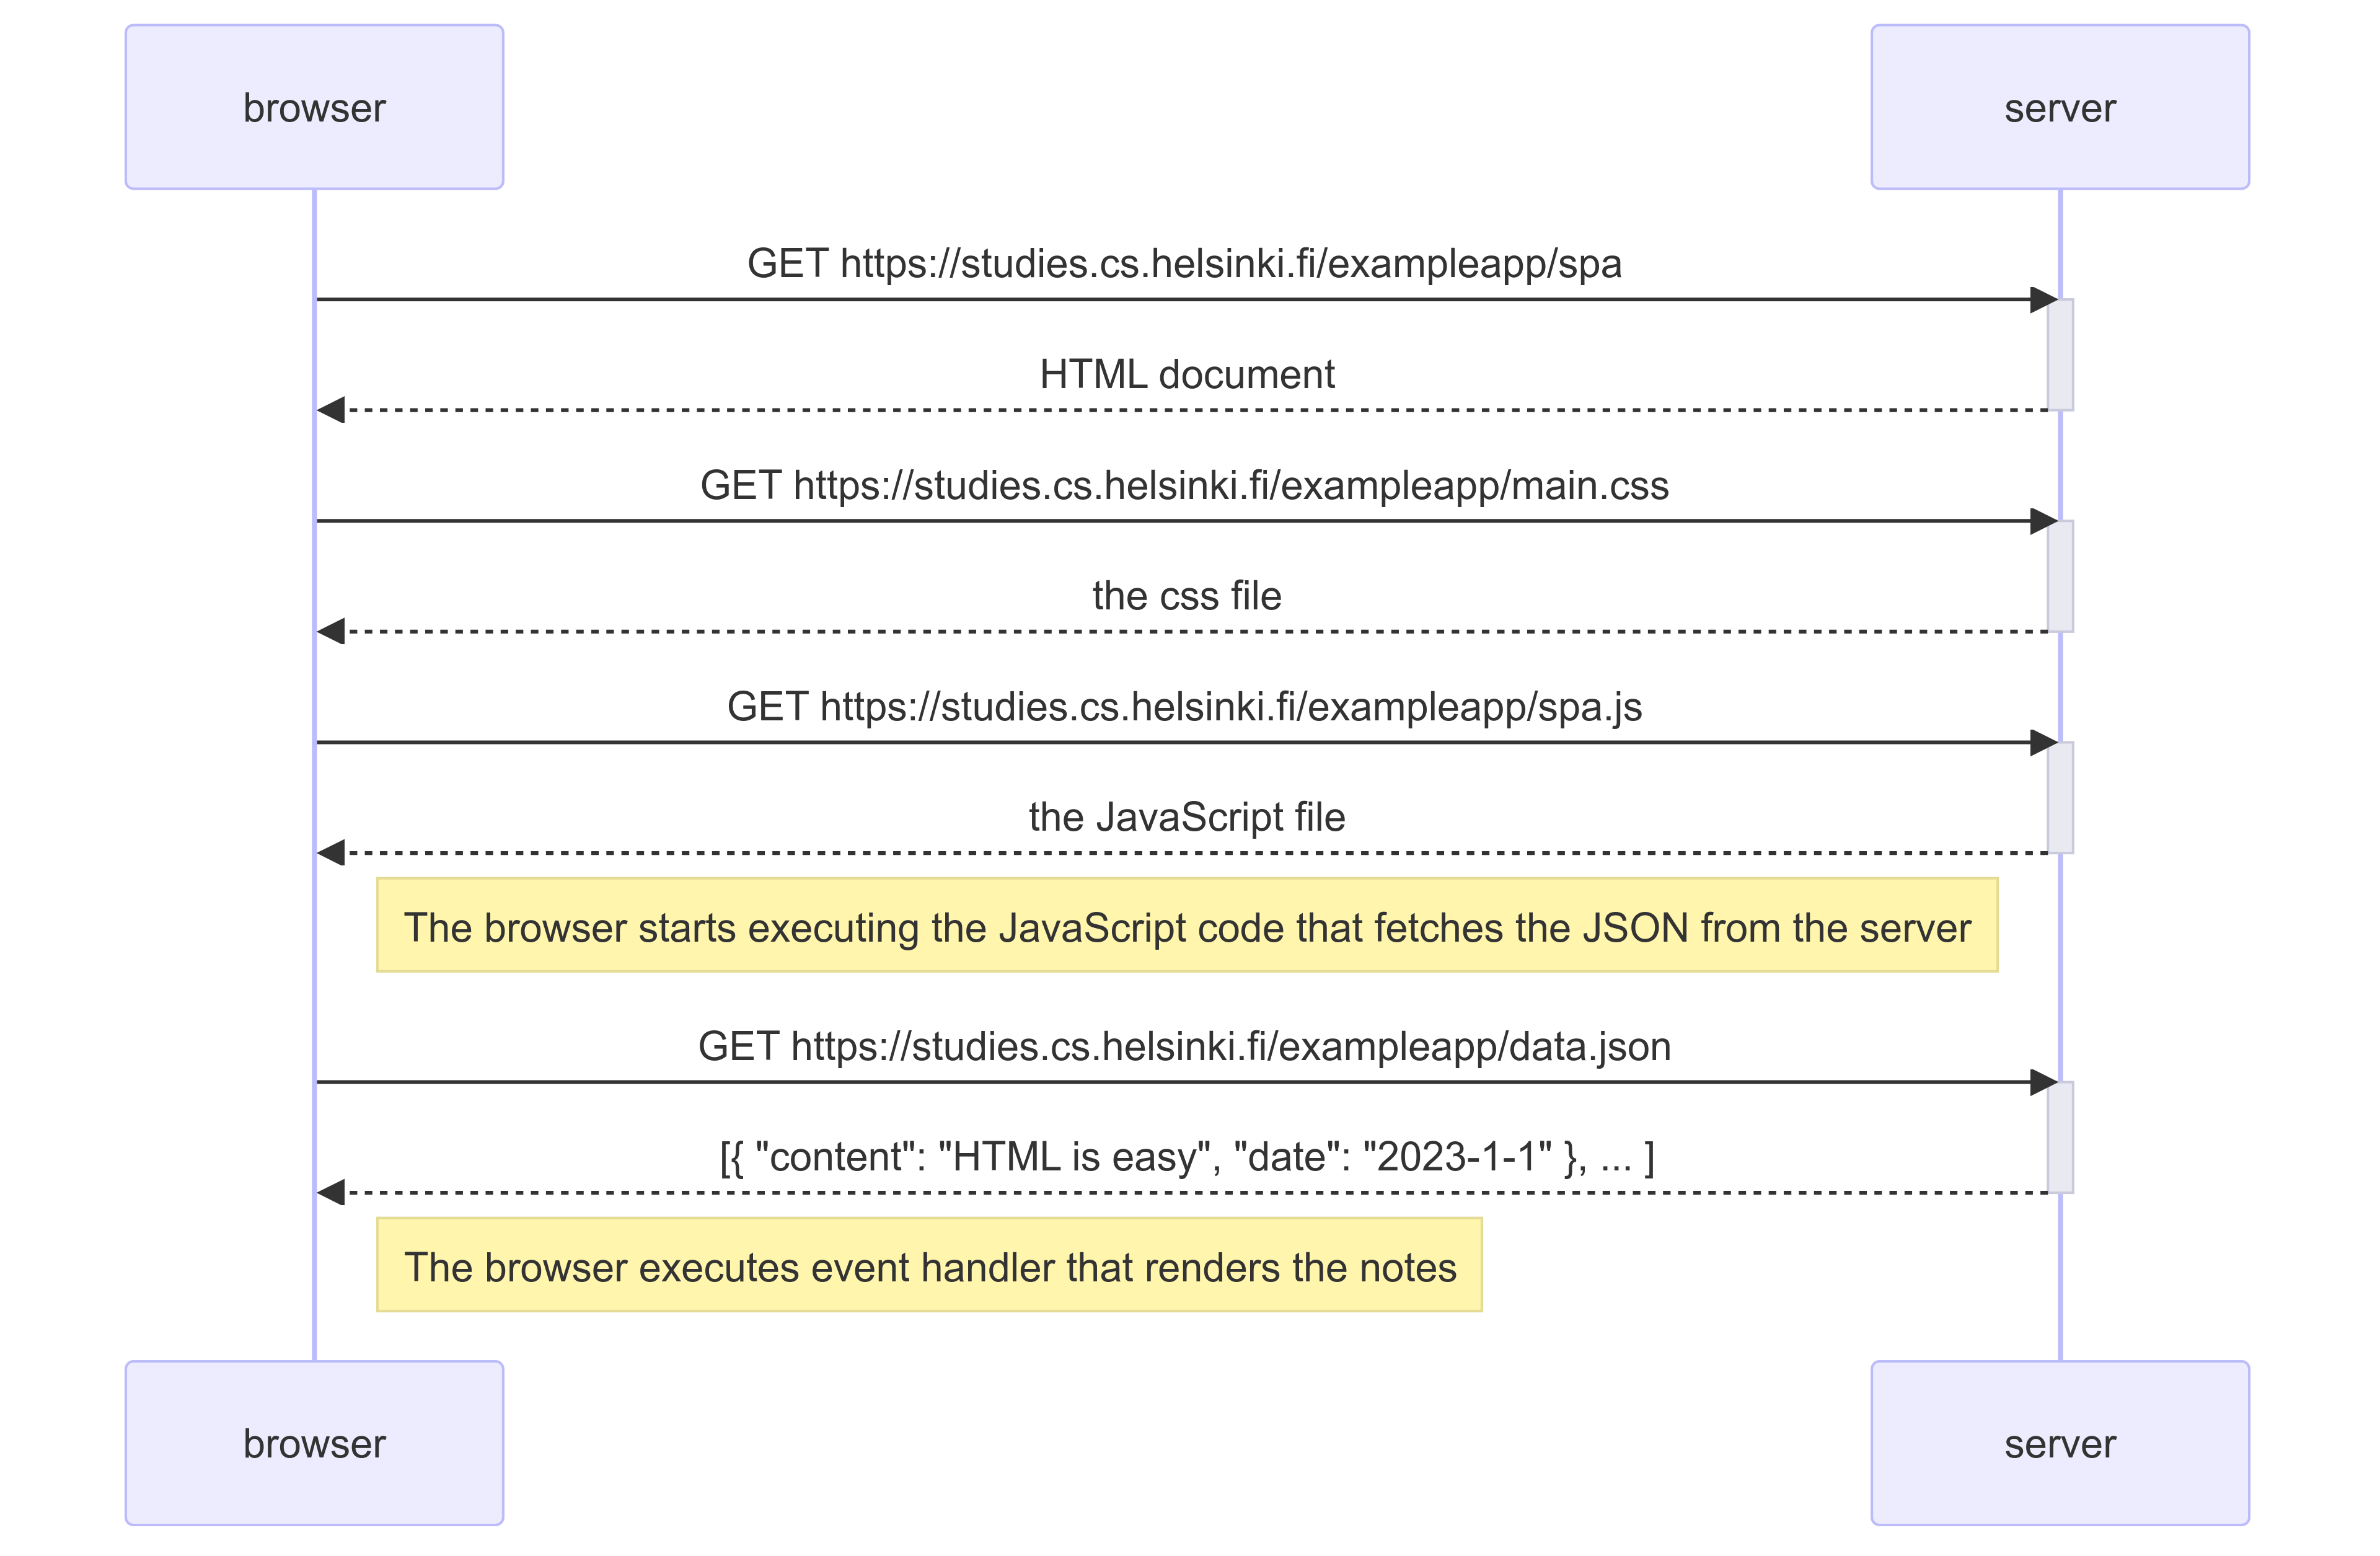 browser
server
GET https://studies.cs.helsinki.fi/exampleapp/spa
HTML document
GET https://studies.cs.helsinki.fi/exampleapp/main.css
the css file
GET https://studies.cs.helsinki.fi/exampleapp/spa.js
the JavaScript file
The browser starts executing the JavaScript code that fetches the JSON from the server
GET https://studies.cs.helsinki.fi/exampleapp/data.json
[{ "content": "HTML is easy", "date": "2023-1-1" }, ... ]
The browser executes event handler that renders the notes
browser
server